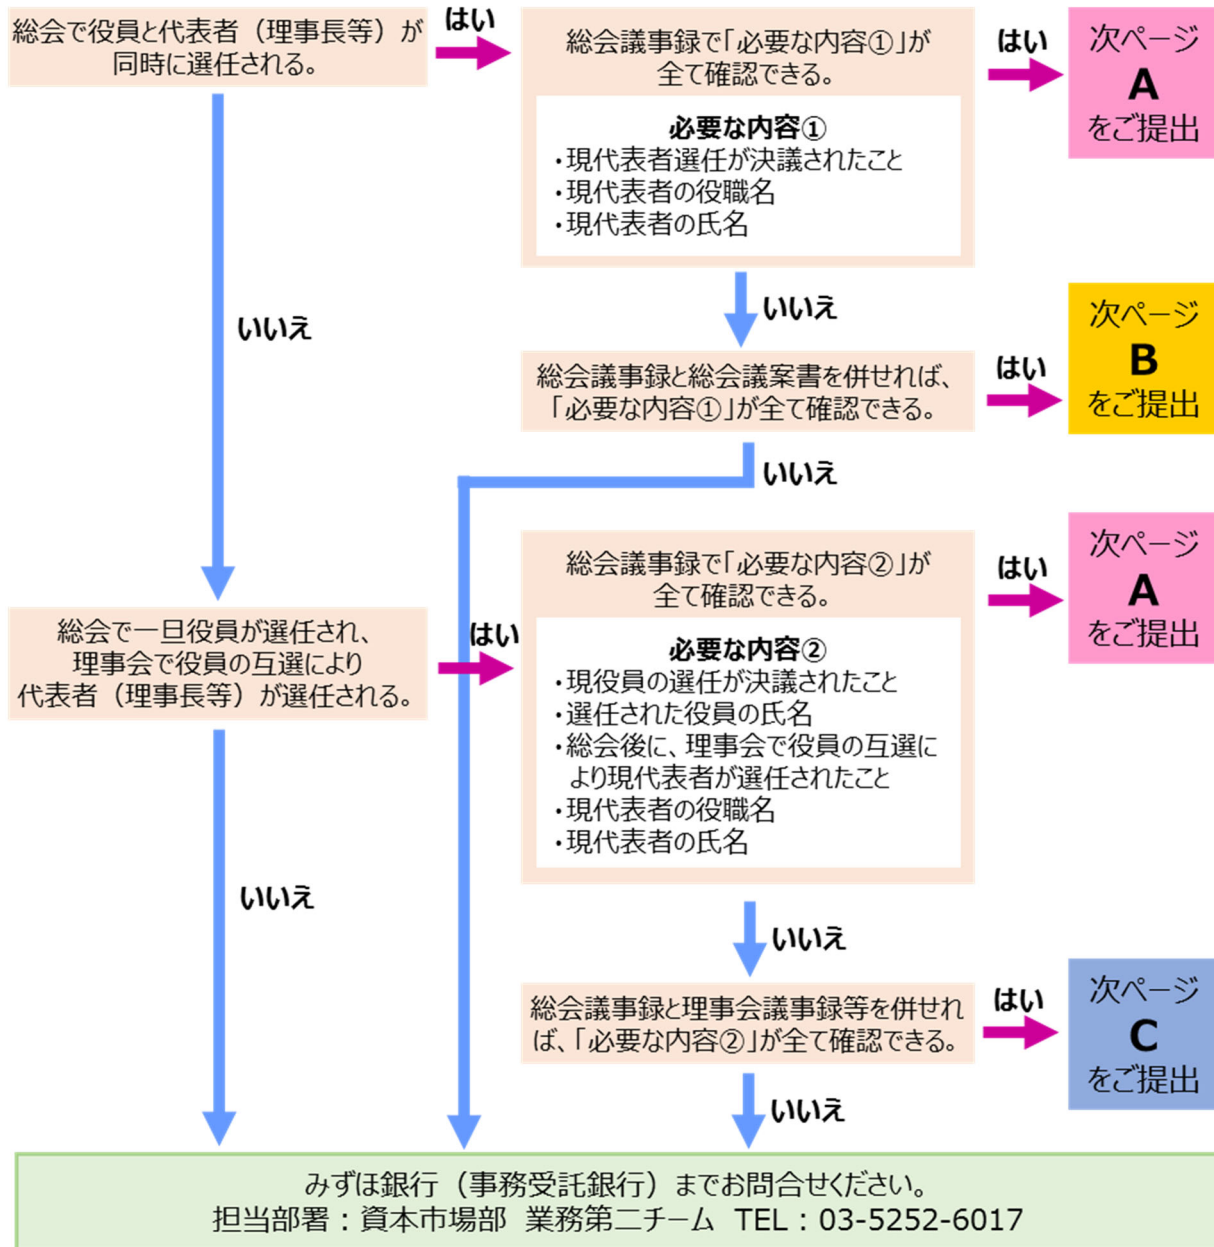 総会で役員と代表者（理事長等）が
同時に選任される。
はい
総会議事録で「必要な内容①」が
全て確認できる。
必要な内容①
・現代表者選任が決議されたこと
・現代表者の役職名
・現代表者の氏名
はい
次ページ
A
をご提出
いいえ
いいえ
総会議事録と総会議案書を併せれば、
「必要な内容①」が全て確認できる。
はい
次ページ
B
をご提出
いいえ
総会で一旦役員が選任され、
理事会で役員の互選により
代表者（理事長等）が選任される。
はい
総会議事録で「必要な内容②」が
全て確認できる。
必要な内容②
・現役員の選任が決議されたこと
・選任された役員の氏名
・総会後に、理事会で役員の互選に
より現代表者が選任されたこと
・現代表者の役職名
・現代表者の氏名
はい
次ページ
A
をご提出
いいえ
いいえ
総会議事録と理事会議事録等を併せれ
ば、「必要な内容②」が全て確認できる。
はい
次ページ
C
をご提出
いいえ
みずほ銀行（事務受託銀行）までお問合せください。
担当部署：資本市場部 業務第二チーム TEL：03-5252-6017